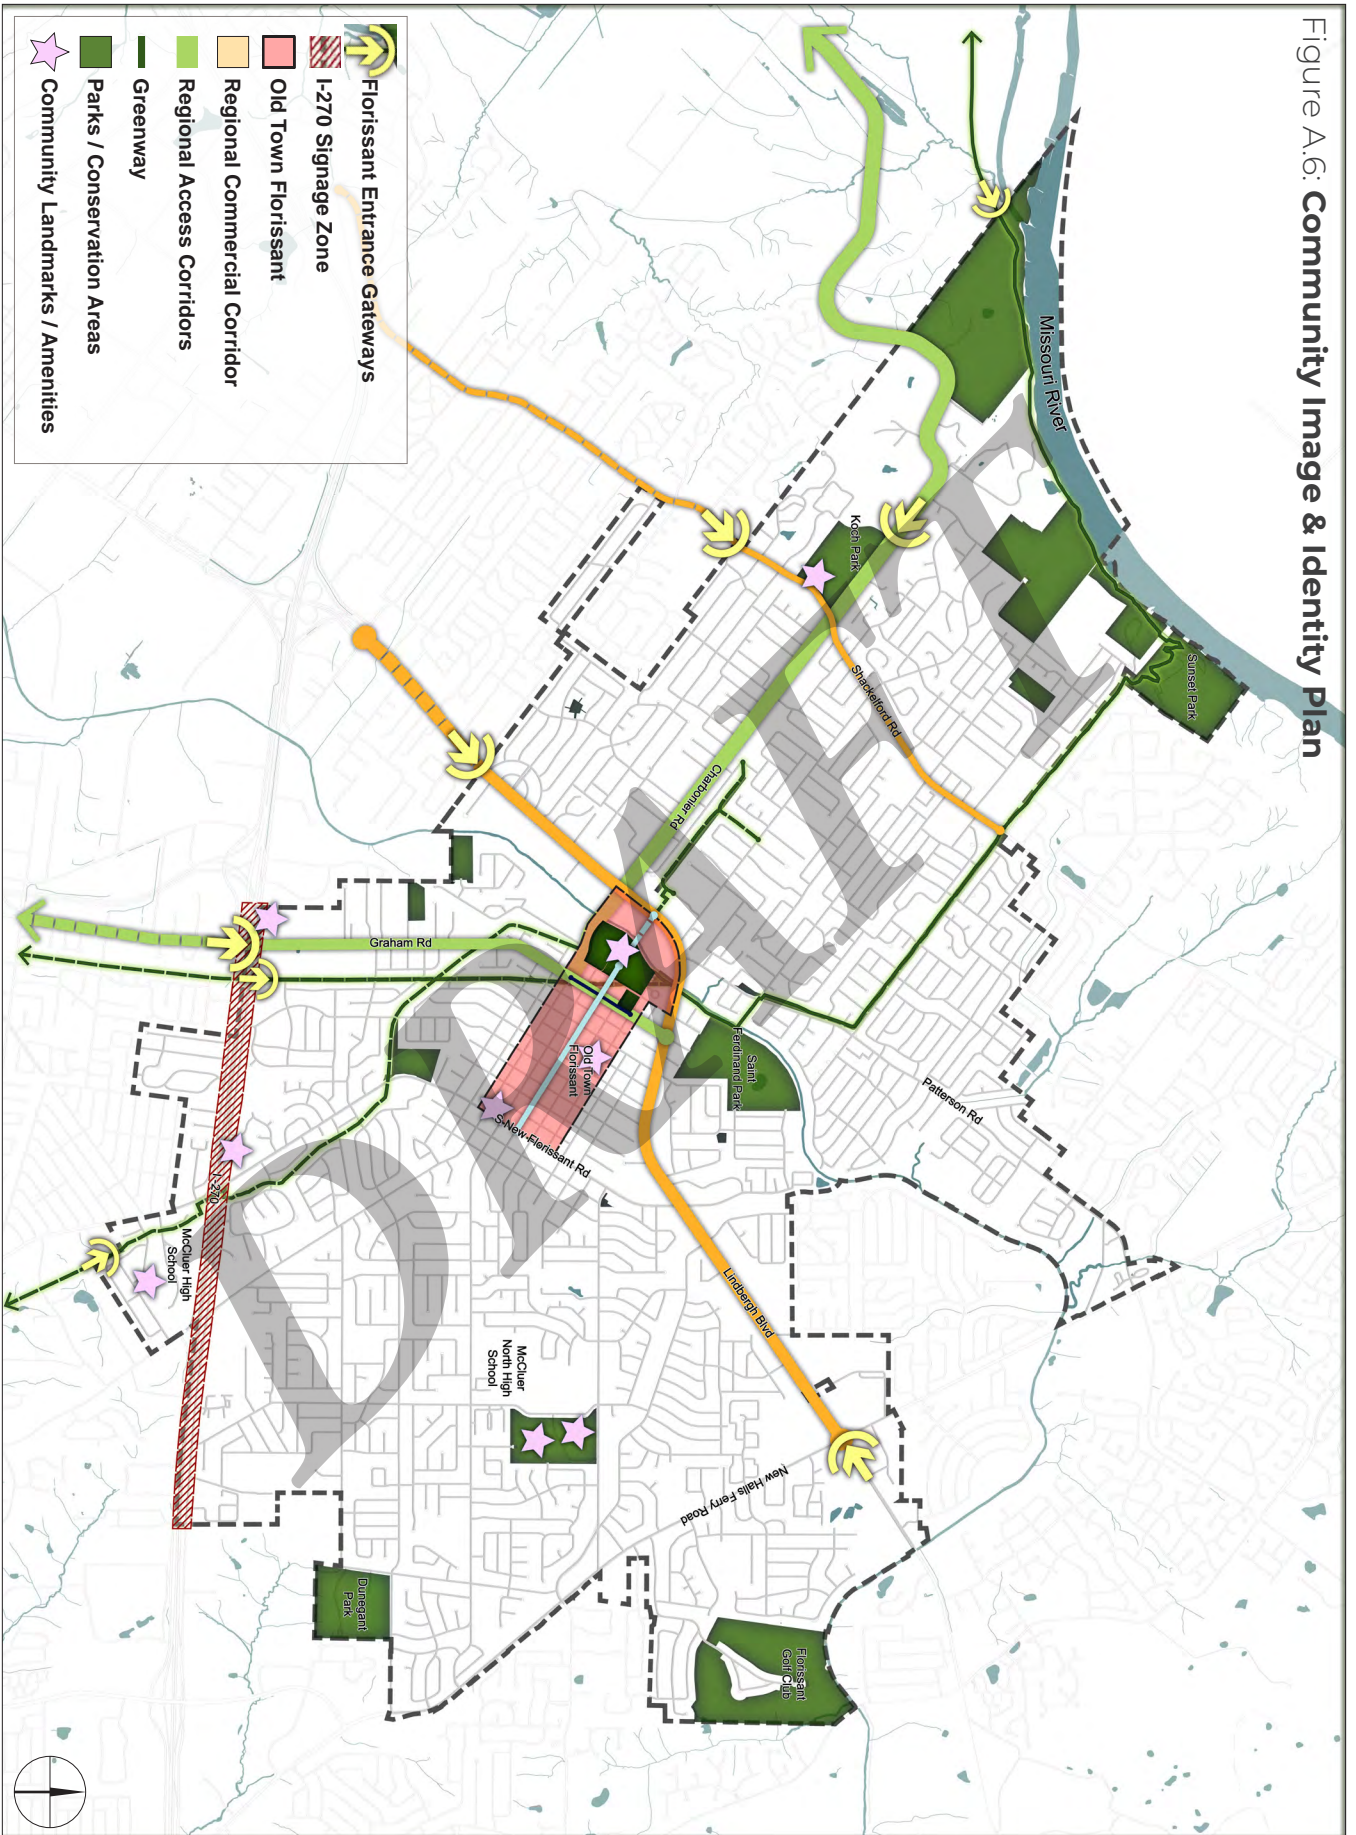 Figure A.6: Community Image & Identity Plan
Missouri River
Sunset Park
Koch Park
Shackelford Rd
Charbonier Rd
Patterson Rd
Saint
Ferdinand Park
Old Town
Florissant
S New Florissant Rd
Graham Rd
Lindbergh Blvd
New Halls Ferry Road
McCluer
North High
School
McCluer High
School
I-270
Dunegant
Park
Florissant
Golf Club
DRAFT
Florissant Entrance Gateways
I-270 Signage Zone
Old Town Florissant
Regional Commercial Corridor
Regional Access Corridors
Greenway
Parks / Conservation Areas
Community Landmarks / Amenities